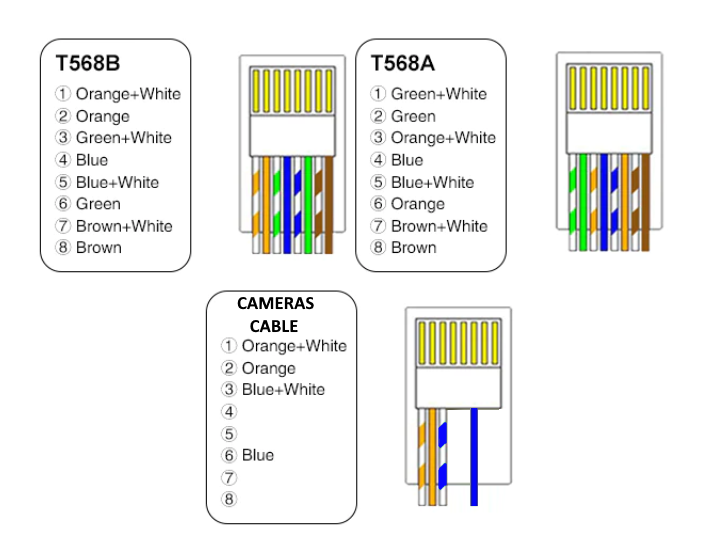 T568B
① Orange+White
② Orange
③ Green+White
④ Blue
⑤ Blue+White
⑥ Green
⑦ Brown+White
⑧ Brown
T568A
① Green+White
② Green
③ Orange+White
④ Blue
⑤ Blue+White
⑥ Orange
⑦ Brown+White
⑧ Brown
CAMERAS
CABLE
① Orange+White
② Orange
③ Blue+White
④
⑤
⑥ Blue
⑦
⑧